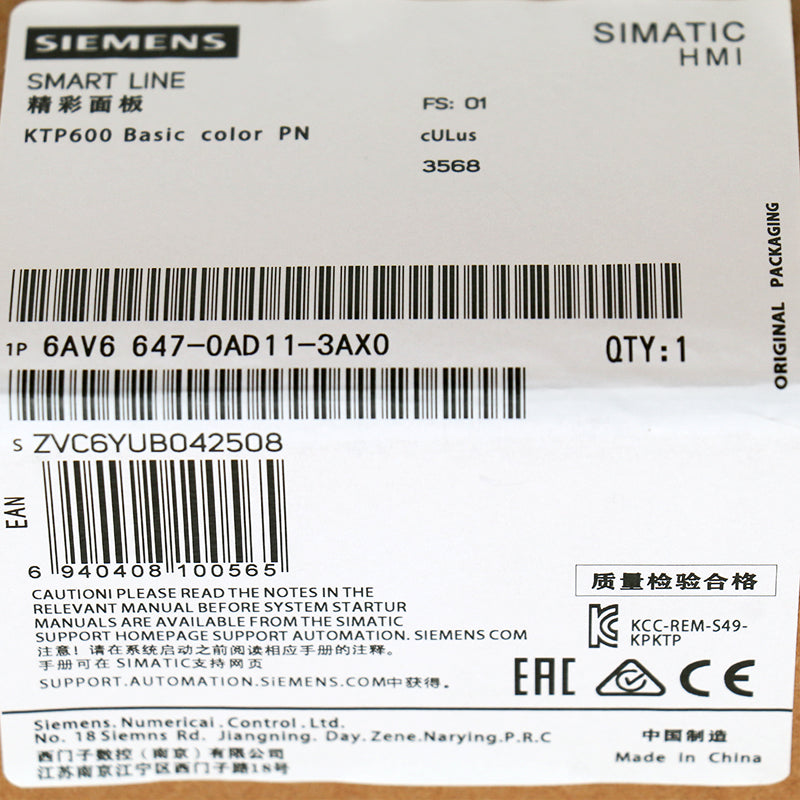 SIEMENS
SIMATIC
HMI
SMART LINE
精彩面板
KTP600 Basic color PN
FS: 01
cULus
3568
ORIGINAL PACKAGING
1P 6AV6 647-0AD11-3AX0
QTY:1
S ZVC6YUB042508
EAN
6 940408 100565
CAUTION! PLEASE READ THE NOTES IN THE
RELEVANT MANUAL BEFORE SYSTEM STARTUR
MANUALS ARE AVAILABLE FROM THE SIMATIC
SUPPORT HOMEPAGE SUPPORT AUTOMATION. SIEMENS COM
注意！请在系统启动之前阅读相应手册的注释。
手册可在SIMATIC支持网页
SUPPORT.AUTOMATION.SiEMENS.COM中获得。
质量检验合格
KCC-REM-S49-
KPKTP
EAC
CE
Siemens. Numericai. Control. Ltd.
No. 18 Siemns Rd. Jiangning. Day. Zene. Narying.P.R.C
西门子数控（南京）有限公司
江苏南京江宁区西门子路18号
中国制造
Made in China